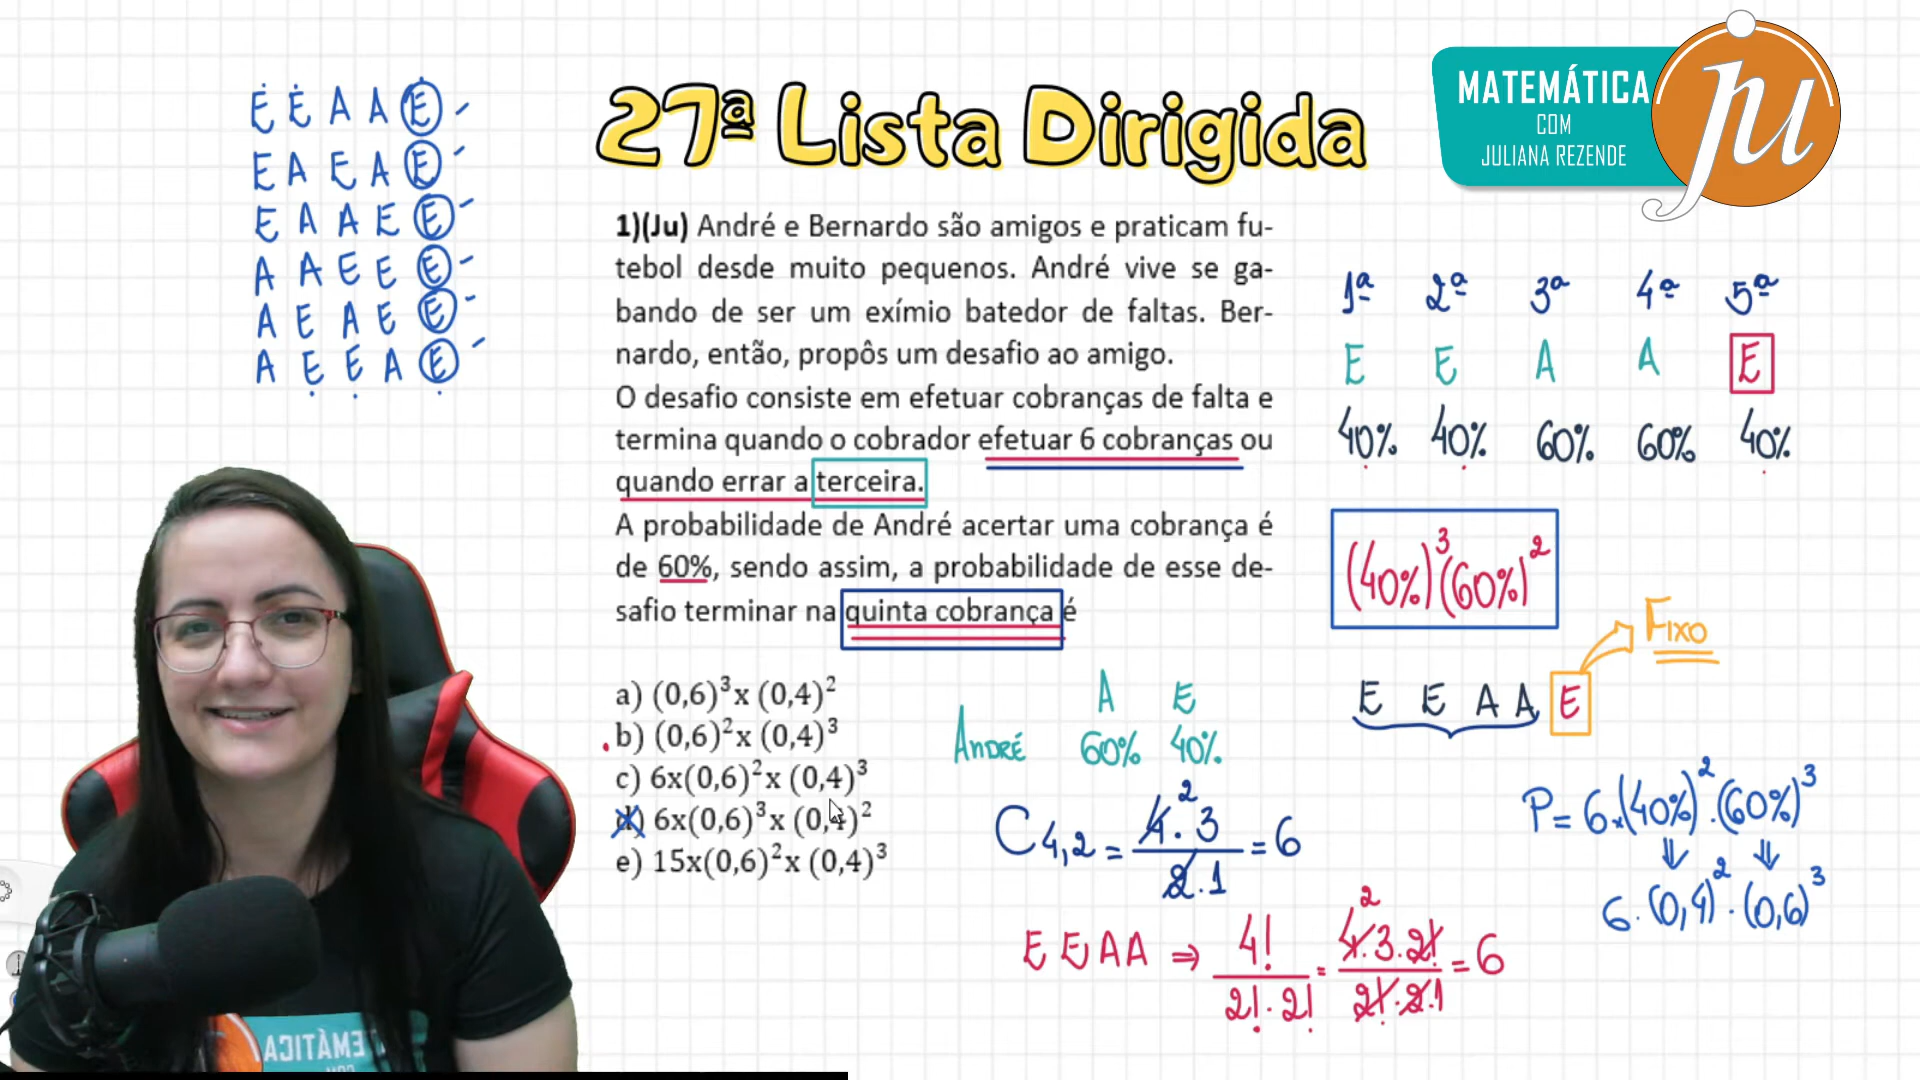 27ª Lista Dirigida
MATEMÁTICA
COM
JULIANA REZENDE
ju
E E A A E -
E A E A E -
E A A E E -
A A E E E -
A E A E E -
A E E A E -
1)(Ju) André e Bernardo são amigos e praticam fu-
tebol desde muito pequenos. André vive se ga-
bando de ser um exímio batedor de faltas. Ber-
nardo, então, propôs um desafio ao amigo.
O desafio consiste em efetuar cobranças de falta e
termina quando o cobrador efetuar 6 cobranças ou
quando errar a terceira.
A probabilidade de André acertar uma cobrança é
de 60%, sendo assim, a probabilidade de esse de-
safio terminar na quinta cobrança é
a) (0,6)³x (0,4)²
b) (0,6)²x (0,4)³
c) 6x(0,6)²x (0,4)³
d) 6x(0,6)³x (0,4)²
e) 15x(0,6)²x (0,4)³
1ª 2ª 3ª 4ª 5ª
E E A A E
40% 40% 60% 60% 40%
(40%)³(60%)²
FIXO
E E A A E
A E
ANDRÉ 60% 40%
C4,2 = 4.3/2.1 = 6
2
E E A A ⇒ 4!/2!.2! = 4.3.2!/2!.2.1 = 6
2
P= 6x(40%)².(60%)³
6.(0,4)².(0,6)³
MATEMÁTICA
COM